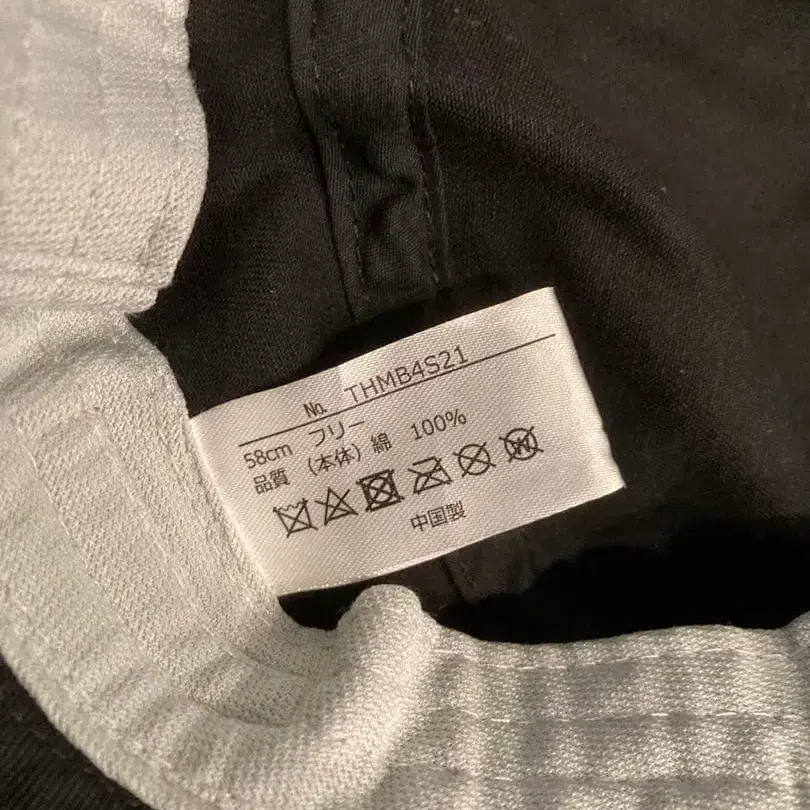 No. THMB4S21
58cm フリー
品質 (本体) 綿 100%
中国製